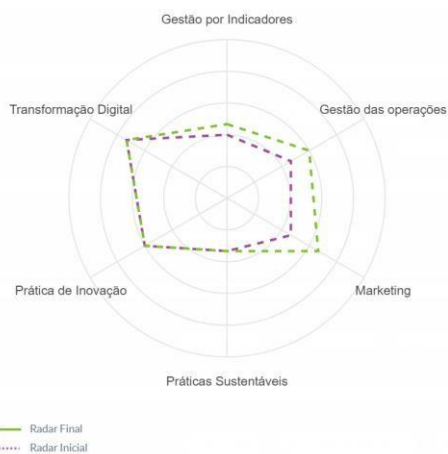 Gestão por Indicadores
Transformação Digital
Gestão das operações
Prática de Inovação
Marketing
Práticas Sustentáveis
Radar Final
Radar Inicial